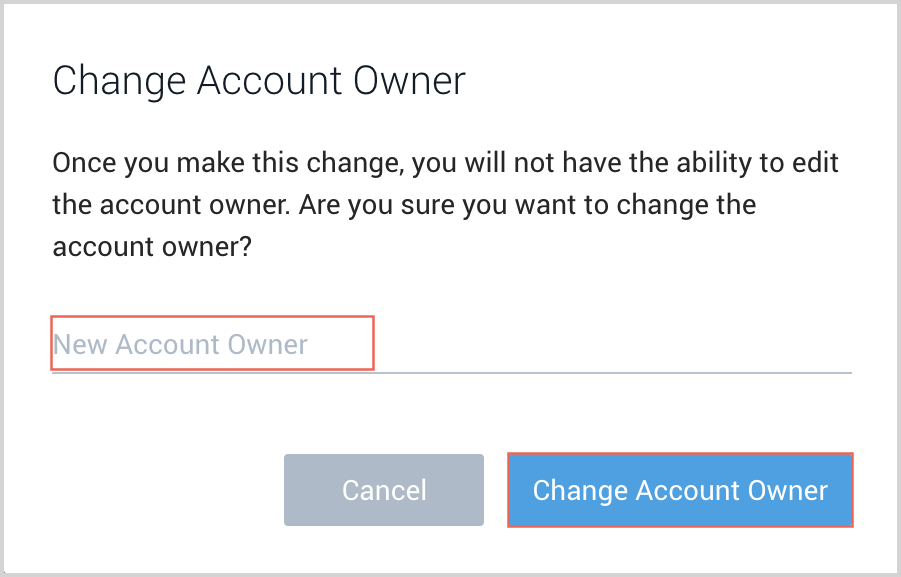 Change Account Owner
Once you make this change, you will not have the ability to edit
the account owner. Are you sure you want to change the
account owner?
New Account Owner
Cancel
Change Account Owner